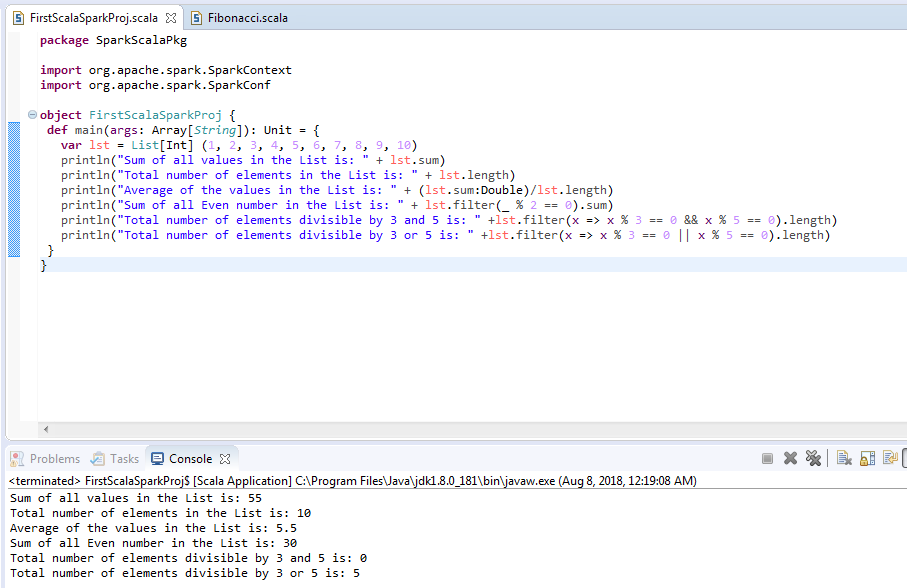 FirstScalaSparkProj.scala Fibonacci.scala
package SparkScalaPkg
import org.apache.spark.SparkContext
import org.apache.spark.SparkConf
object FirstScalaSparkProj {
def main(args: Array[String]): Unit = {
var lst = List[Int] (1, 2, 3, 4, 5, 6, 7, 8, 9, 10)
println("Sum of all values in the List is: " + lst.sum)
println("Total number of elements in the List is: " + lst.length)
println("Average of the values in the List is: " + (lst.sum:Double)/lst.length)
println("Sum of all Even number in the List is: " + lst.filter(_ % 2 == 0).sum)
println("Total number of elements divisible by 3 and 5 is: " +lst.filter(x => x % 3 == 0 && x % 5 == 0).length)
println("Total number of elements divisible by 3 or 5 is: " +lst.filter(x => x % 3 == 0 || x % 5 == 0).length)
}
}
Problems Tasks Console
<terminated> FirstScalaSparkProj$ [Scala Application] C:\Program Files\Java\jdk1.8.0_181\bin\javaw.exe (Aug 8, 2018, 12:19:08 AM)
Sum of all values in the List is: 55
Total number of elements in the List is: 10
Average of the values in the List is: 5.5
Sum of all Even number in the List is: 30
Total number of elements divisible by 3 and 5 is: 0
Total number of elements divisible by 3 or 5 is: 5